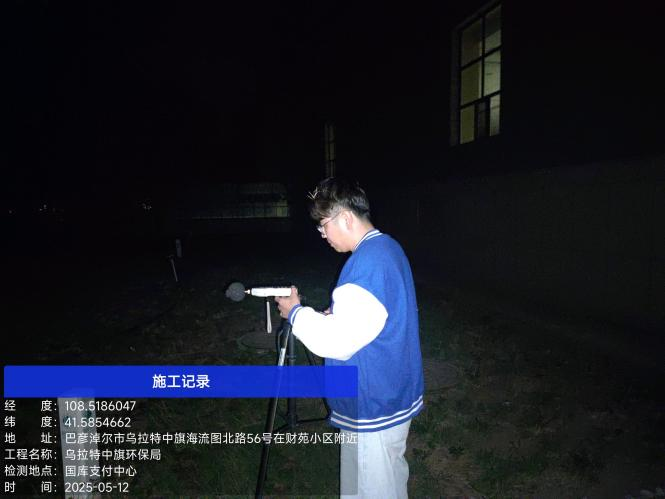 施工记录
经 度：108.5186047
纬 度：41.5854662
地 址：巴彦淖尔市乌拉特中旗海流图北路56号在财苑小区附近
工程名称：乌拉特中旗环保局
检测地点：国库支付中心
时 间：2025-05-12